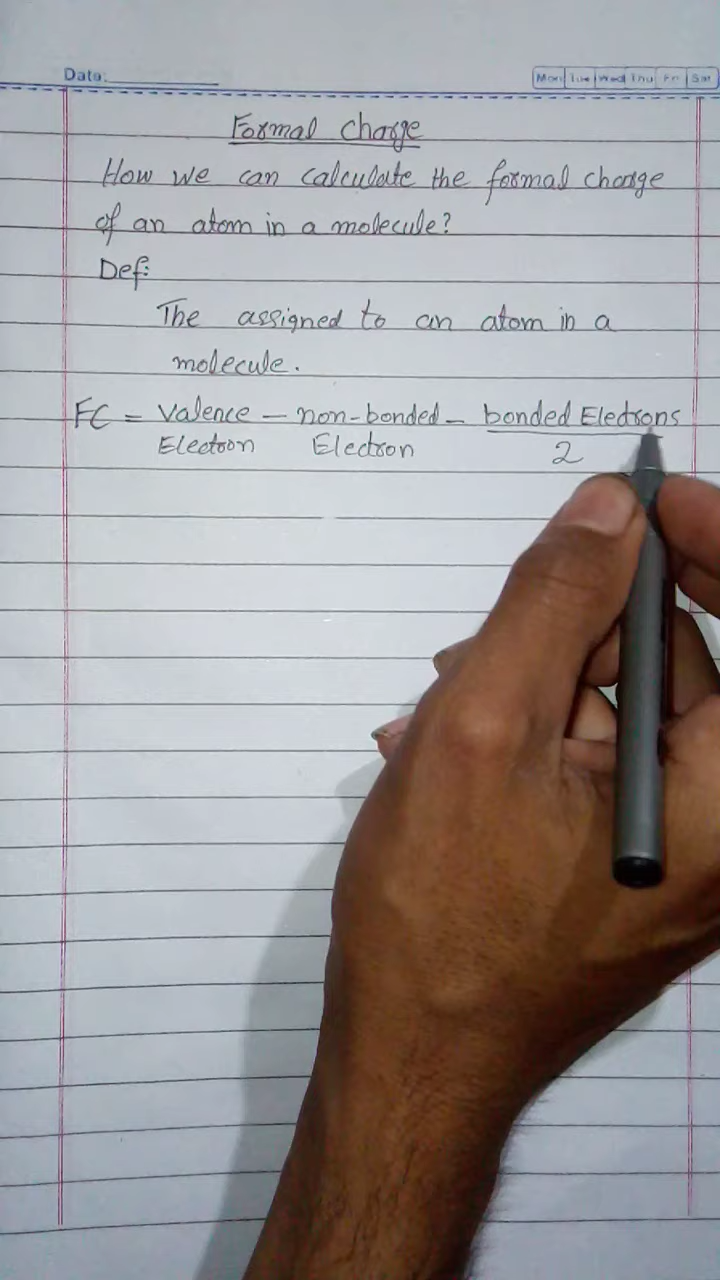 Date:
Mon Tue Wed Thu Fri Sat
Formal charge
How we can calculate the formal charge
of an atom in a molecule?
Def:
The assigned to an atom in a
molecule.
FC = Valence - non-bonded - bonded Electrons
Electron Electron 2